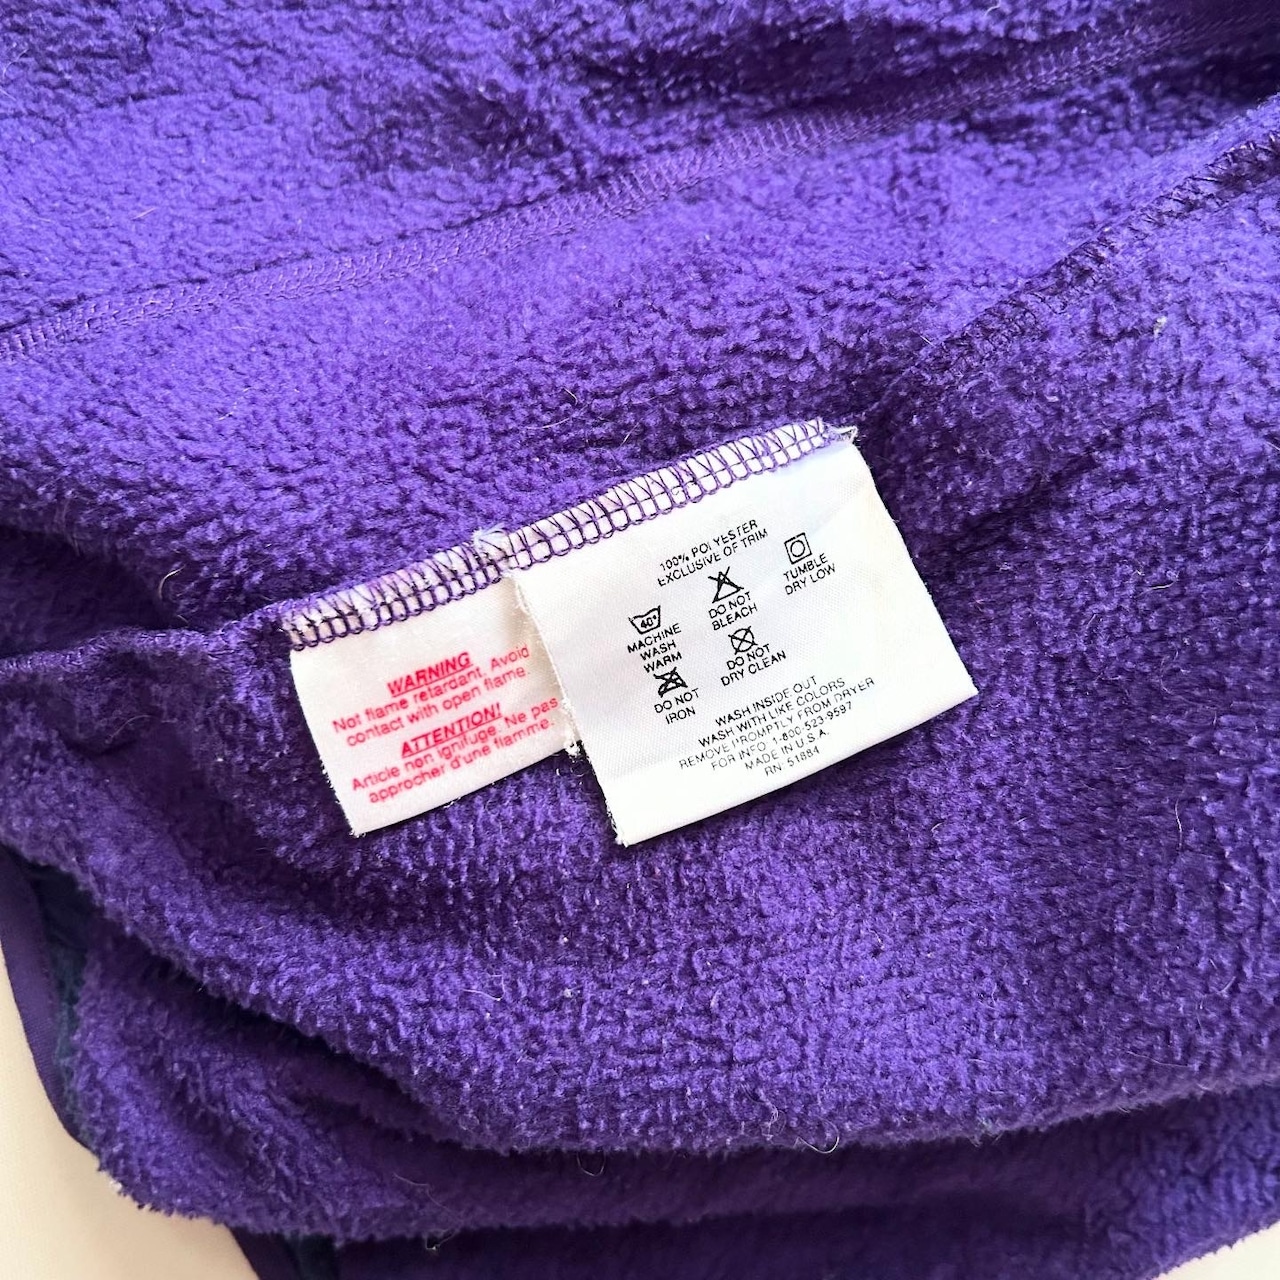 WARNING
Not flame retardant. Avoid
contact with open flame.
ATTENTION!
Article non ignifuge. Ne pas
approcher d'une flamme.
100% POLYESTER
EXCLUSIVE OF TRIM
40°
MACHINE
WASH
WARM
DO NOT
BLEACH
TUMBLE
DRY LOW
DO NOT
IRON
DO NOT
DRY CLEAN
WASH INSIDE OUT
WASH WITH LIKE COLORS
REMOVE PROMPTLY FROM DRYER
FOR INFO 1-800-523-9597
MADE IN U.S.A.
RN: 51884